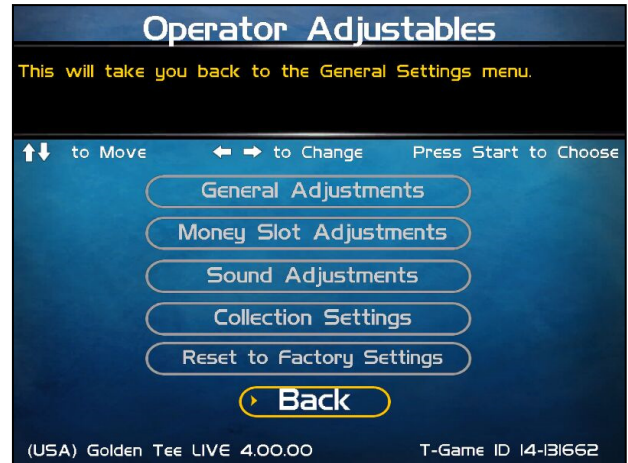 Operator Adjustables
This will take you back to the General Settings menu.
to Move to Change Press Start to Choose
General Adjustments
Money Slot Adjustments
Sound Adjustments
Collection Settings
Reset to Factory Settings
Back
(USA) Golden Tee LIVE 4.00.00 T-Game ID 14-131662